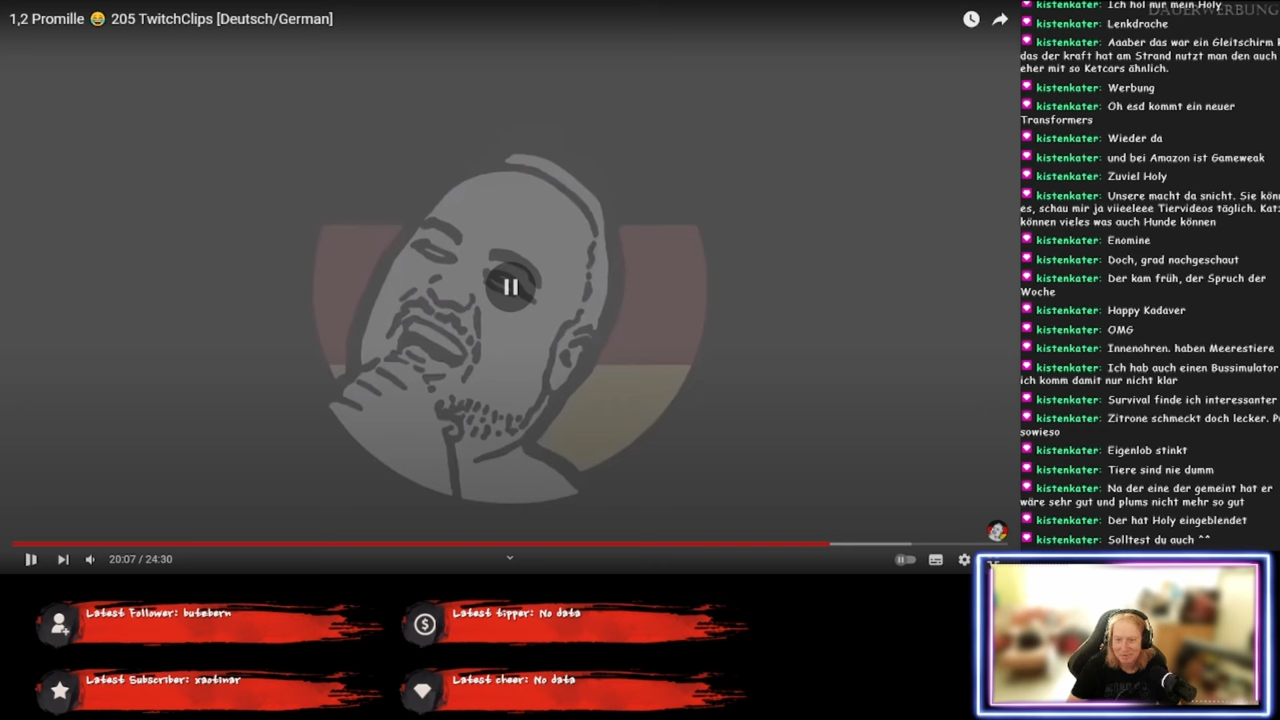 1,2 Promille 😂 205 TwitchClips [Deutsch/German]
20:07 / 24:30
DAUERWERBUNG
kistenkater: Ich hol mir mein Holy
kistenkater: Lenkdrache
kistenkater: Aaaber das war ein Gleitschirm
das der kraft hat am Strand nutzt man den auch
eher mit so Ketcars ähnlich.
kistenkater: Werbung
kistenkater: Oh esd kommt ein neuer
Transformers
kistenkater: Wieder da
kistenkater: und bei Amazon ist Gameweak
kistenkater: Zuviel Holy
kistenkater: Unsere macht da snicht. Sie kön
es, schau mir ja viieeleee Tiervideos täglich. Kat
können vieles was auch Hunde können
kistenkater: Enomine
kistenkater: Doch, grad nachgeschaut
kistenkater: Der kam früh, der Spruch der
Woche
kistenkater: Happy Kadaver
kistenkater: OMG
kistenkater: Innenohren. haben Meerestiere
kistenkater: Ich hab auch einen Bussimulator
ich komm damit nur nicht klar
kistenkater: Survival finde ich interessanter
kistenkater: Zitrone schmeckt doch lecker.
sowieso
kistenkater: Eigenlob stinkt
kistenkater: Tiere sind nie dumm
kistenkater: Na der eine der gemeint hat er
wäre sehr gut und plums nicht mehr so gut
kistenkater: Der hat Holy eingeblendet
kistenkater: Solltest du auch ^^
Latest Follower: butebern
Latest tipper: No data
Latest Subscriber: xaotinar
Latest cheer: No data